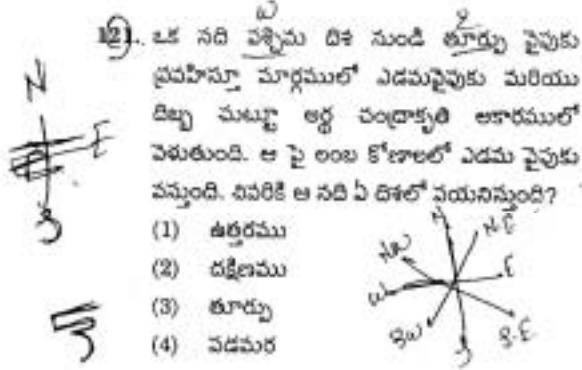 W E
121. ఒక నది పశ్చిమ దిశ నుండి తూర్పు వైపుకు
ప్రవహిస్తూ మార్గములో ఎడమవైపుకు మరియు
దిబ్బ చుట్టూ అర్థ చంద్రాకృతి ఆకారములో
వెళుతుంది. ఆ పై లంబ కోణాలలో ఎడమ వైపుకు
వస్తుంది. చివరికి ఆ నది ఏ దిశలో పయనిస్తుంది?
(1) ఉత్తరము
(2) దక్షిణము
(3) తూర్పు
(4) పడమర
N
E
N
N-E
NW
E
W
SW
S-E